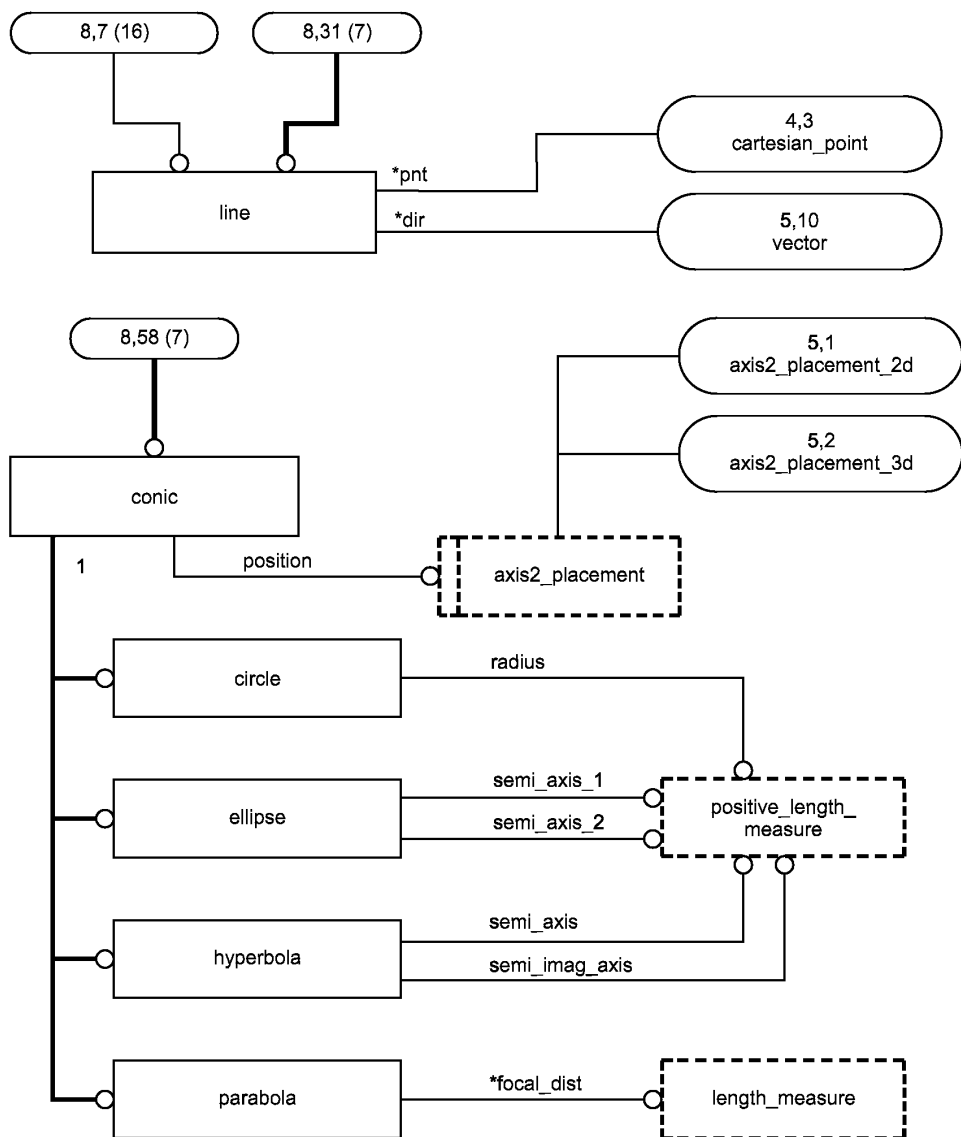 8,7 (16)
8,31 (7)
4,3
cartesian_point
*pnt
line
*dir
5,10
vector
8,58 (7)
5,1
axis2_placement_2d
5,2
axis2_placement_3d
conic
1
position
axis2_placement
radius
circle
semi_axis_1
ellipse
positive_length_
measure
semi_axis_2
semi_axis
hyperbola
semi_imag_axis
*focal_dist
parabola
length_measure